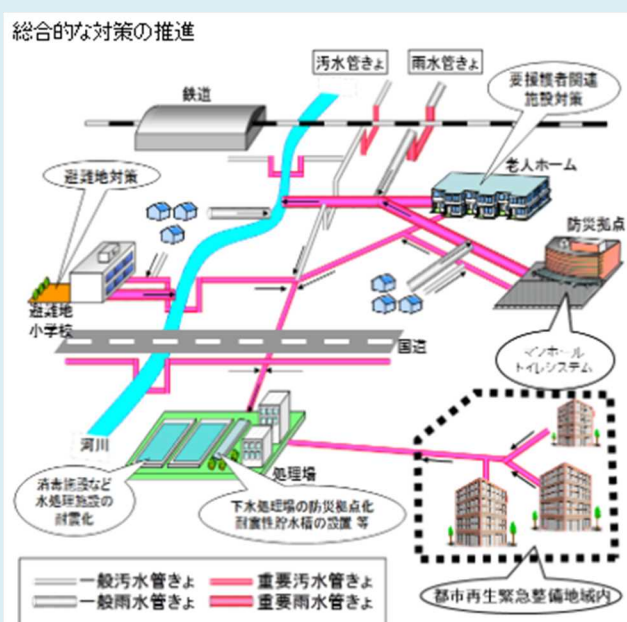 総合的な対策の推進
汚水管きょ
雨水管きょ
鉄道
要援護者関連
施設対策
避難地対策
老人ホーム
防災拠点
避難地
小学校
国道
マンホール
トイレシステム
河川
処理場
消毒施設など
水処理施設の
耐震化
下水処理場の防災拠点化
耐震性貯水槽の設置 等
都市再生緊急整備地域内
一般汚水管きょ
重要汚水管きょ
一般雨水管きょ
重要雨水管きょ